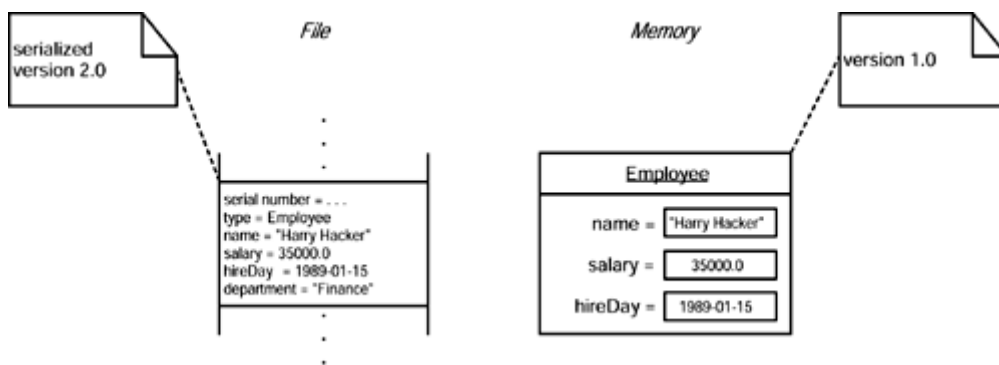 File
Memory
serialized
version 2.0
version 1.0
serial number = . . .
type = Employee
name = "Harry Hacker"
salary = 35000.0
hireDay = 1989-01-15
department = "Finance"
Employee
name = "Harry Hacker"
salary = 35000.0
hireDay = 1989-01-15